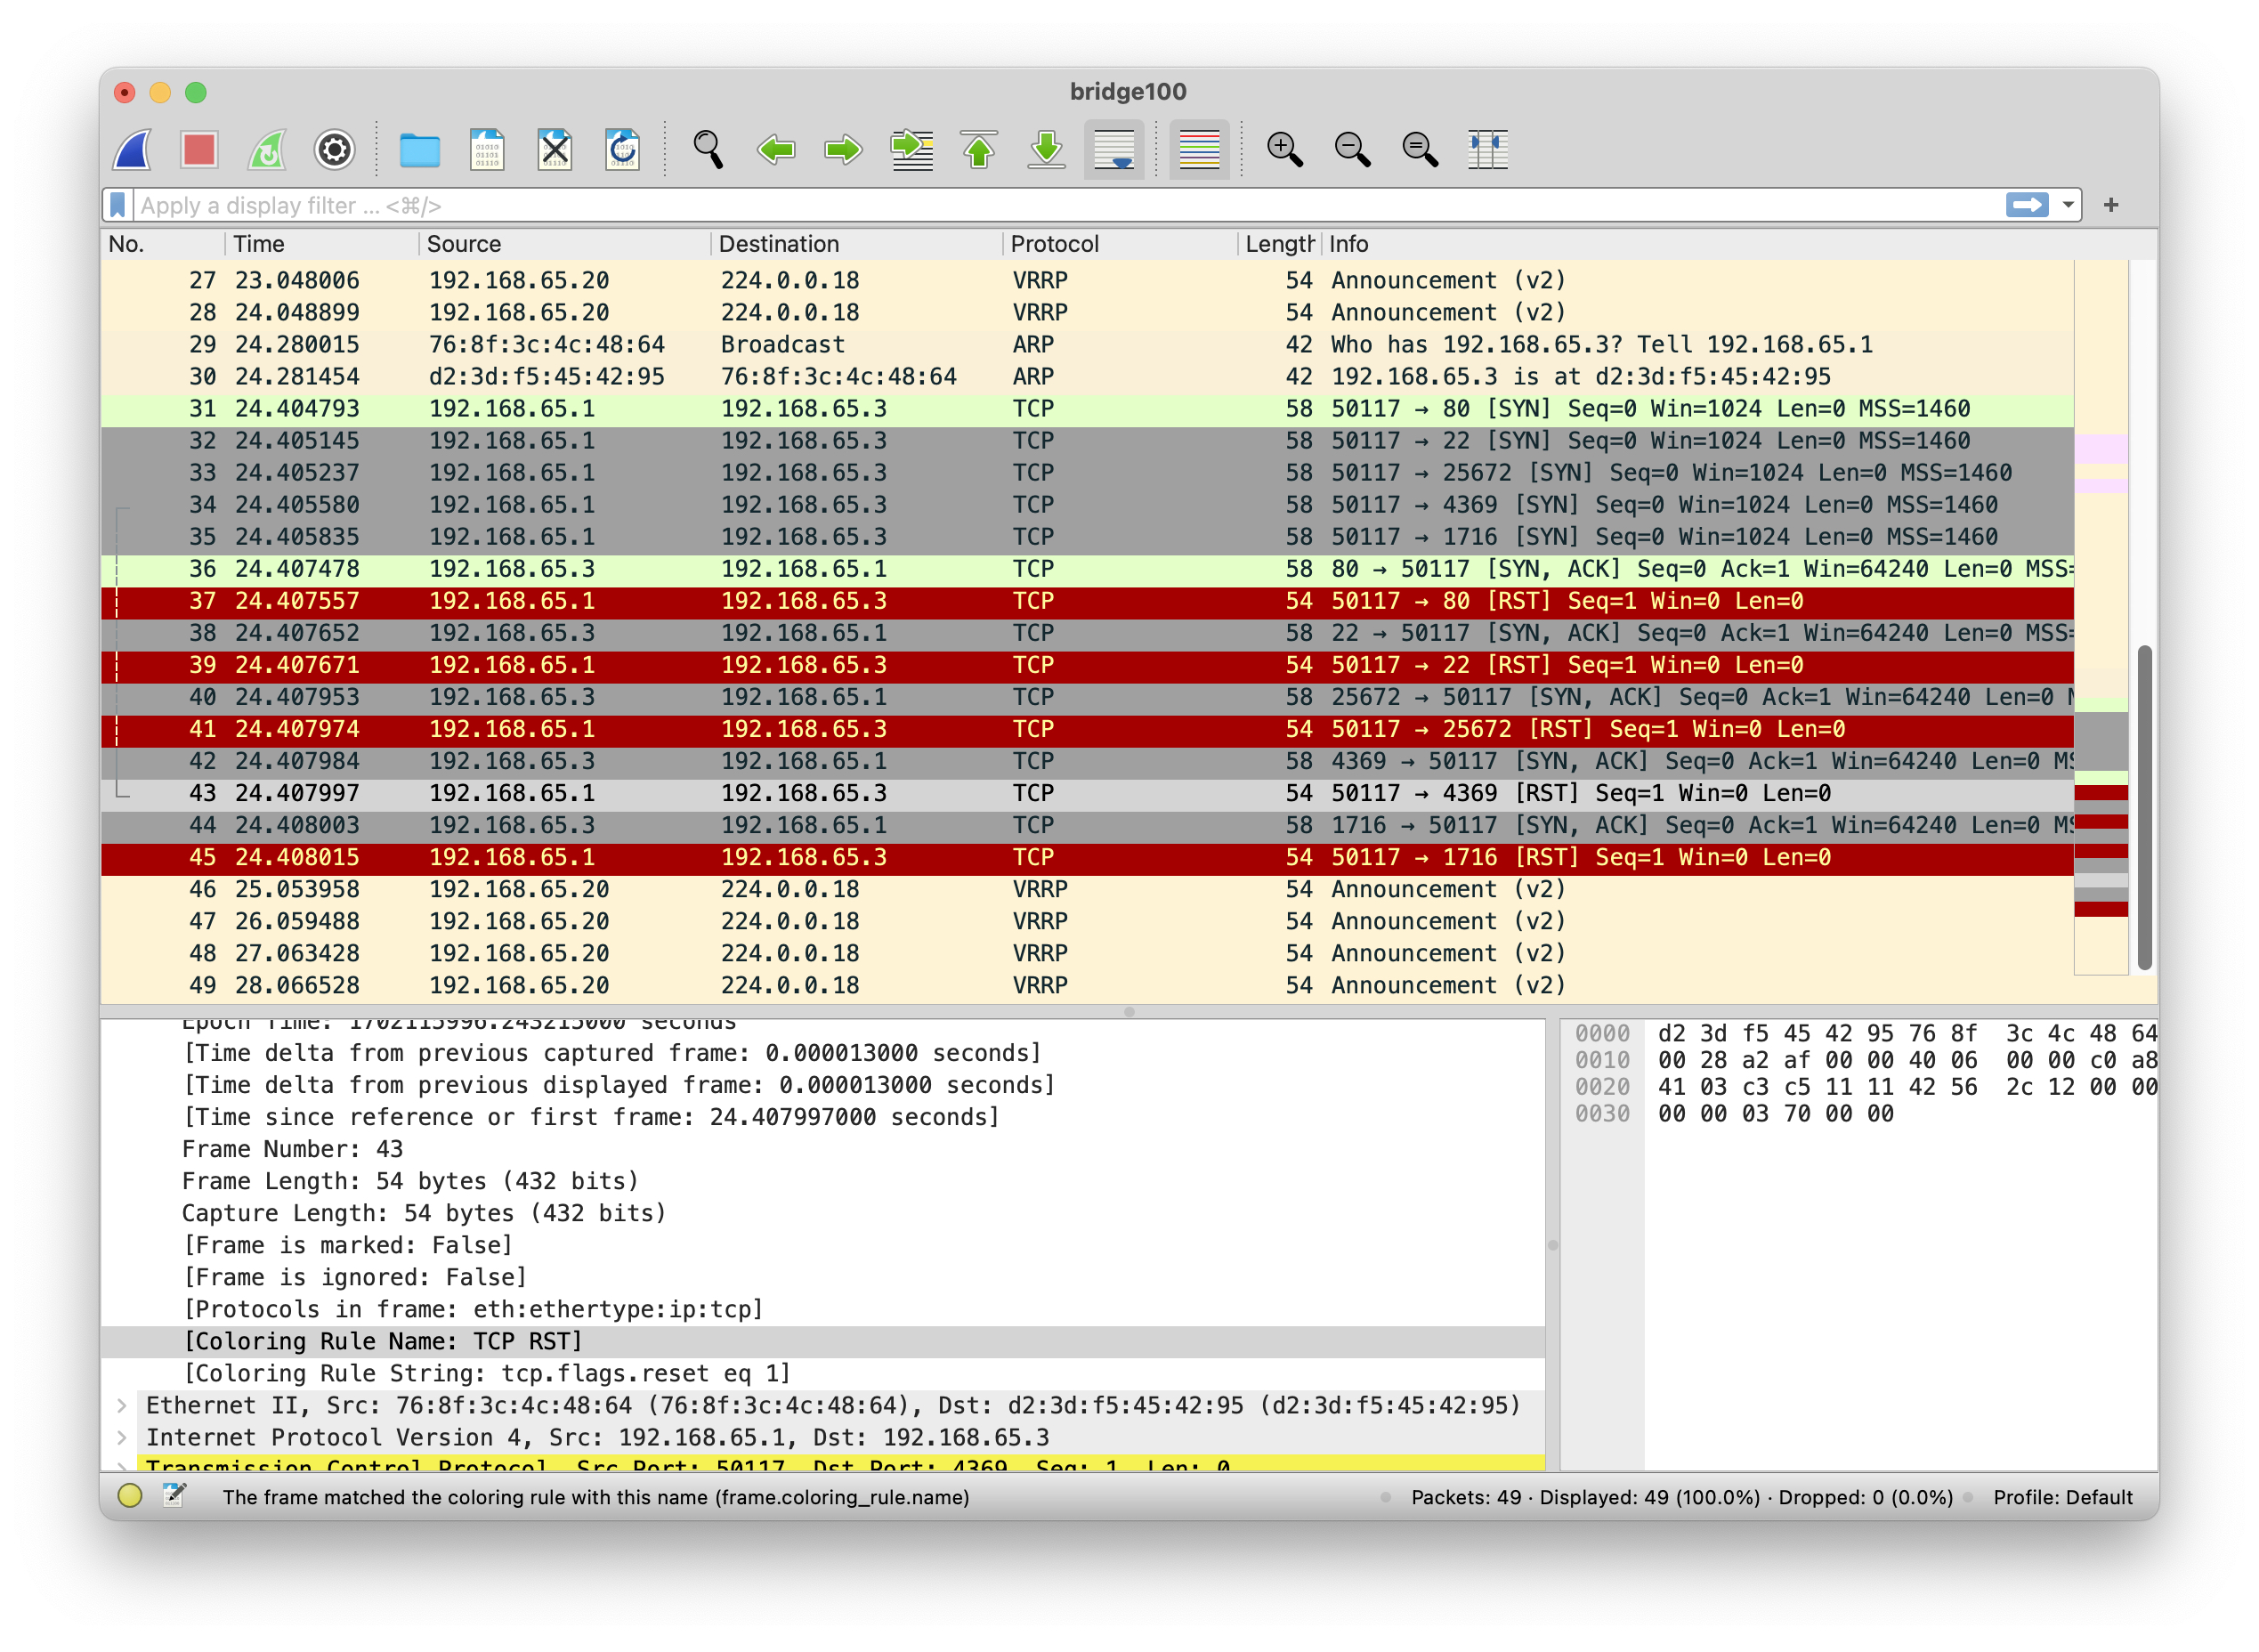 bridge100
Apply a display filter ... <⌘/>
+
No. Time Source Destination Protocol Length Info
27 23.048006 192.168.65.20 224.0.0.18 VRRP 54 Announcement (v2)
28 24.048899 192.168.65.20 224.0.0.18 VRRP 54 Announcement (v2)
29 24.280015 76:8f:3c:4c:48:64 Broadcast ARP 42 Who has 192.168.65.3? Tell 192.168.65.1
30 24.281454 d2:3d:f5:45:42:95 76:8f:3c:4c:48:64 ARP 42 192.168.65.3 is at d2:3d:f5:45:42:95
31 24.404793 192.168.65.1 192.168.65.3 TCP 58 50117 → 80 [SYN] Seq=0 Win=1024 Len=0 MSS=1460
32 24.405145 192.168.65.1 192.168.65.3 TCP 58 50117 → 22 [SYN] Seq=0 Win=1024 Len=0 MSS=1460
33 24.405237 192.168.65.1 192.168.65.3 TCP 58 50117 → 25672 [SYN] Seq=0 Win=1024 Len=0 MSS=1460
34 24.405580 192.168.65.1 192.168.65.3 TCP 58 50117 → 4369 [SYN] Seq=0 Win=1024 Len=0 MSS=1460
35 24.405835 192.168.65.1 192.168.65.3 TCP 58 50117 → 1716 [SYN] Seq=0 Win=1024 Len=0 MSS=1460
36 24.407478 192.168.65.3 192.168.65.1 TCP 58 80 → 50117 [SYN, ACK] Seq=0 Ack=1 Win=64240 Len=0 MSS=
37 24.407557 192.168.65.1 192.168.65.3 TCP 54 50117 → 80 [RST] Seq=1 Win=0 Len=0
38 24.407652 192.168.65.3 192.168.65.1 TCP 58 22 → 50117 [SYN, ACK] Seq=0 Ack=1 Win=64240 Len=0 MSS=
39 24.407671 192.168.65.1 192.168.65.3 TCP 54 50117 → 22 [RST] Seq=1 Win=0 Len=0
40 24.407953 192.168.65.3 192.168.65.1 TCP 58 25672 → 50117 [SYN, ACK] Seq=0 Ack=1 Win=64240 Len=0 M
41 24.407974 192.168.65.1 192.168.65.3 TCP 54 50117 → 25672 [RST] Seq=1 Win=0 Len=0
42 24.407984 192.168.65.3 192.168.65.1 TCP 58 4369 → 50117 [SYN, ACK] Seq=0 Ack=1 Win=64240 Len=0 MS
43 24.407997 192.168.65.1 192.168.65.3 TCP 54 50117 → 4369 [RST] Seq=1 Win=0 Len=0
44 24.408003 192.168.65.3 192.168.65.1 TCP 58 1716 → 50117 [SYN, ACK] Seq=0 Ack=1 Win=64240 Len=0 MS
45 24.408015 192.168.65.1 192.168.65.3 TCP 54 50117 → 1716 [RST] Seq=1 Win=0 Len=0
46 25.053958 192.168.65.20 224.0.0.18 VRRP 54 Announcement (v2)
47 26.059488 192.168.65.20 224.0.0.18 VRRP 54 Announcement (v2)
48 27.063428 192.168.65.20 224.0.0.18 VRRP 54 Announcement (v2)
49 28.066528 192.168.65.20 224.0.0.18 VRRP 54 Announcement (v2)
Epoch Time: 1702115996.243215000 seconds
[Time delta from previous captured frame: 0.000013000 seconds]
[Time delta from previous displayed frame: 0.000013000 seconds]
[Time since reference or first frame: 24.407997000 seconds]
Frame Number: 43
Frame Length: 54 bytes (432 bits)
Capture Length: 54 bytes (432 bits)
[Frame is marked: False]
[Frame is ignored: False]
[Protocols in frame: eth:ethertype:ip:tcp]
[Coloring Rule Name: TCP RST]
[Coloring Rule String: tcp.flags.reset eq 1]
Ethernet II, Src: 76:8f:3c:4c:48:64 (76:8f:3c:4c:48:64), Dst: d2:3d:f5:45:42:95 (d2:3d:f5:45:42:95)
Internet Protocol Version 4, Src: 192.168.65.1, Dst: 192.168.65.3
Transmission Control Protocol, Src Port: 50117, Dst Port: 4369, Seq: 1, Len: 0
0000 d2 3d f5 45 42 95 76 8f 3c 4c 48 64
0010 00 28 a2 af 00 00 40 06 00 00 c0 a8
0020 41 03 c3 c5 11 11 42 56 2c 12 00 00
0030 00 00 03 70 00 00
The frame matched the coloring rule with this name (frame.coloring_rule.name)
Packets: 49 · Displayed: 49 (100.0%) · Dropped: 0 (0.0%)
Profile: Default